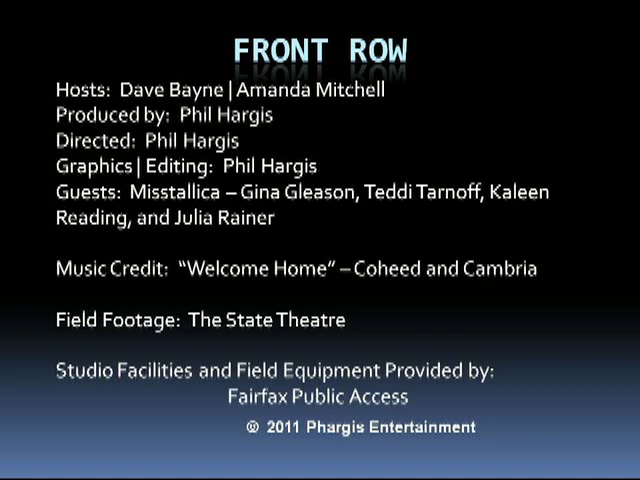 FRONT ROW
Hosts:  Dave Bayne | Amanda Mitchell
Produced by:  Phil Hargis
Directed:  Phil Hargis
Graphics | Editing:  Phil Hargis
Guests:  Misstallica – Gina Gleason, Teddi Tarnoff, Kaleen
Reading, and Julia Rainer
Music Credit:  “Welcome Home” – Coheed and Cambria
Field Footage:  The State Theatre
Studio Facilities and Field Equipment Provided by:
Fairfax Public Access
© 2011 Phargis Entertainment